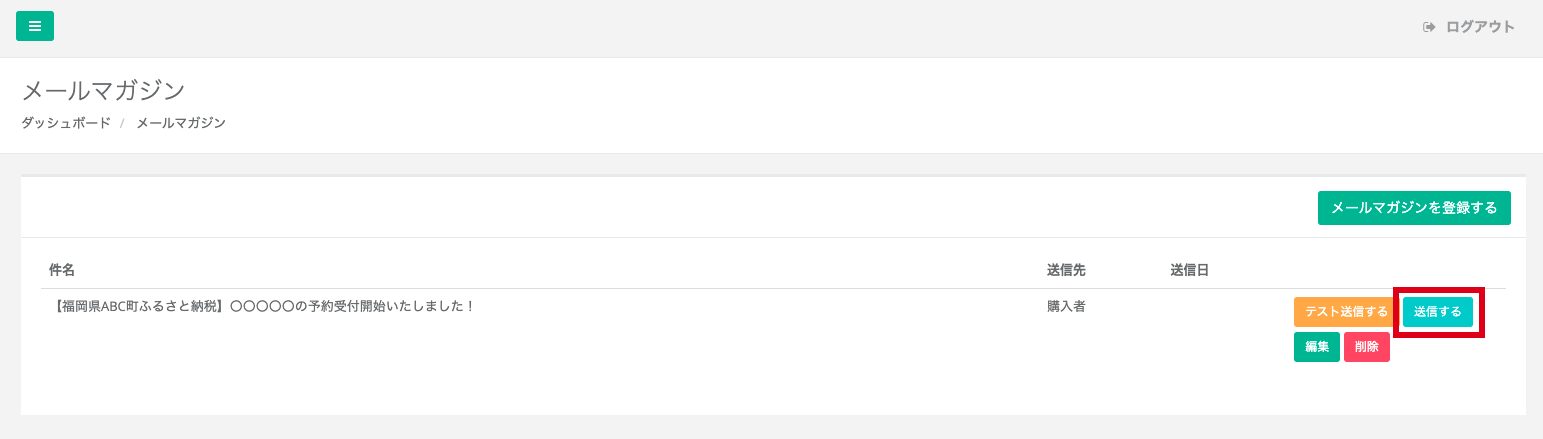 ログアウト
メールマガジン
ダッシュボード / メールマガジン
メールマガジンを登録する
件名 送信先 送信日
【福岡県ABC町ふるさと納税】〇〇〇〇〇の予約受付開始いたしました！ 購入者 テスト送信する 送信する
編集 削除